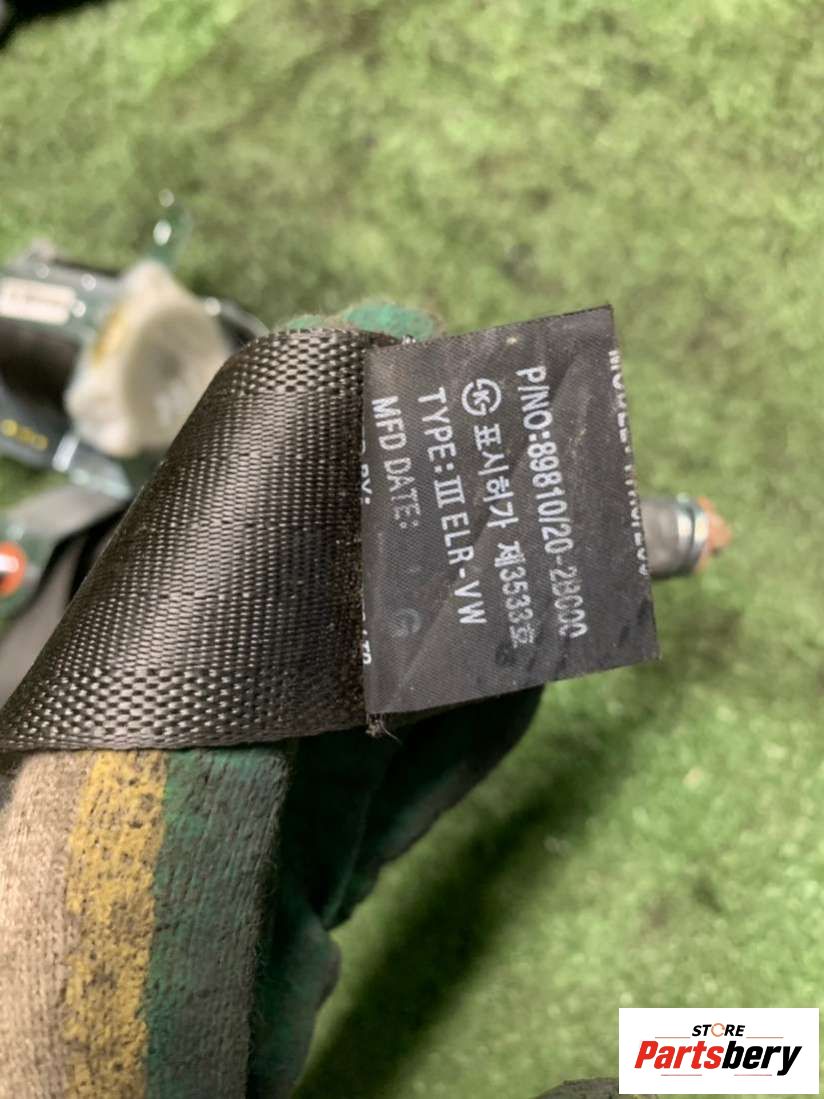 P/NO:89810/20-2B000
표시허가 제3533호
TYPE: III ELR-VW
MFD DATE:
STORE
Partsbery